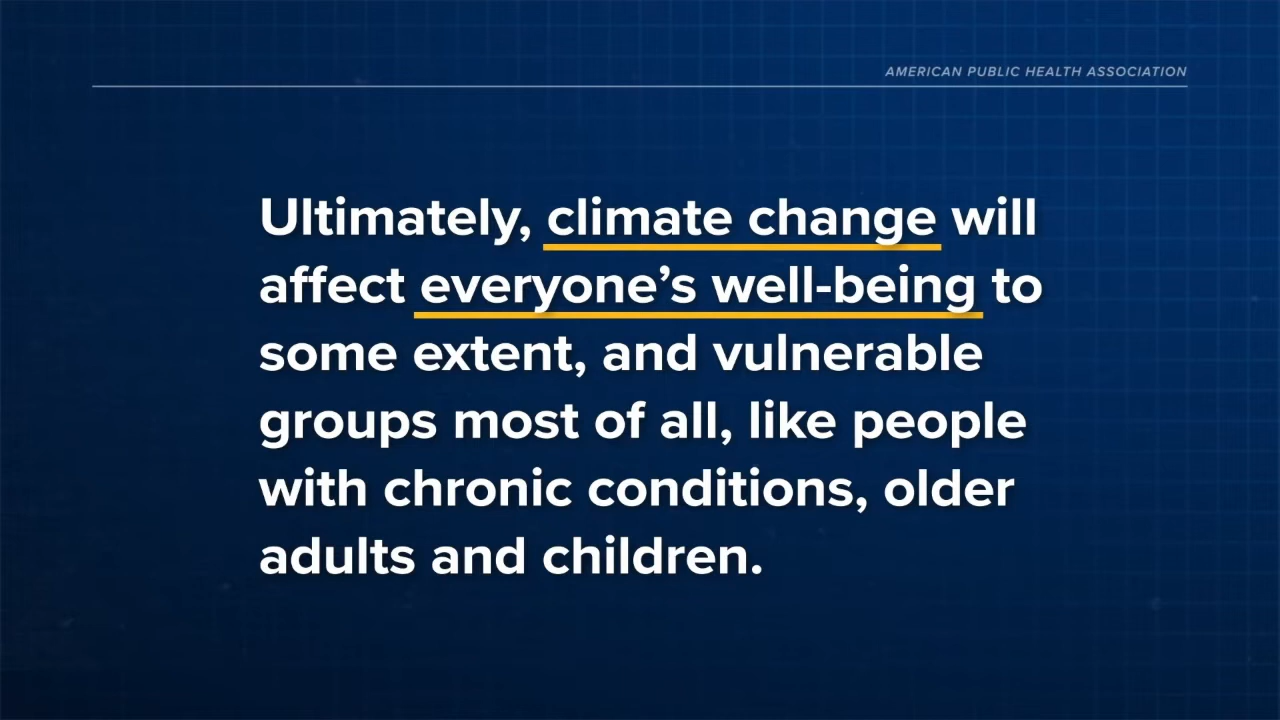 AMERICAN PUBLIC HEALTH ASSOCIATION
Ultimately, climate change will
affect everyone’s well-being to
some extent, and vulnerable
groups most of all, like people
with chronic conditions, older
adults and children.